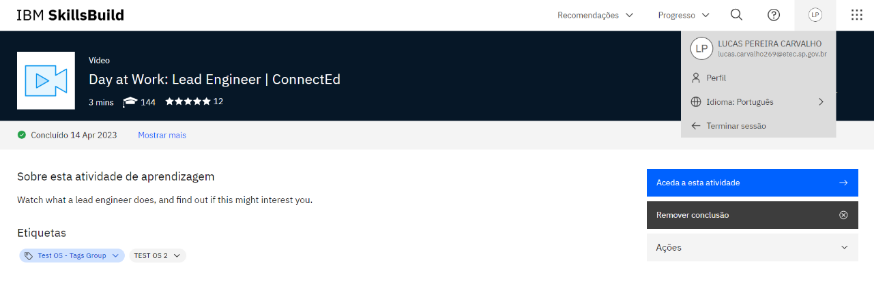 IBM SkillsBuild
Recomendações
Progresso
LP
LP
LUCAS PEREIRA CARVALHO
lucas.carvalho269@etec.sp.gov.br
Perfil
Idioma: Português
Terminar sessão
Vídeo
Day at Work: Lead Engineer | ConnectEd
3 mins 144 12
Concluído 14 Apr 2023 Mostrar mais
Sobre esta atividade de aprendizagem
Watch what a lead engineer does, and find out if this might interest you.
Etiquetas
Test OS - Tags Group TEST OS 2
Aceda a esta atividade
Remover conclusão
Ações